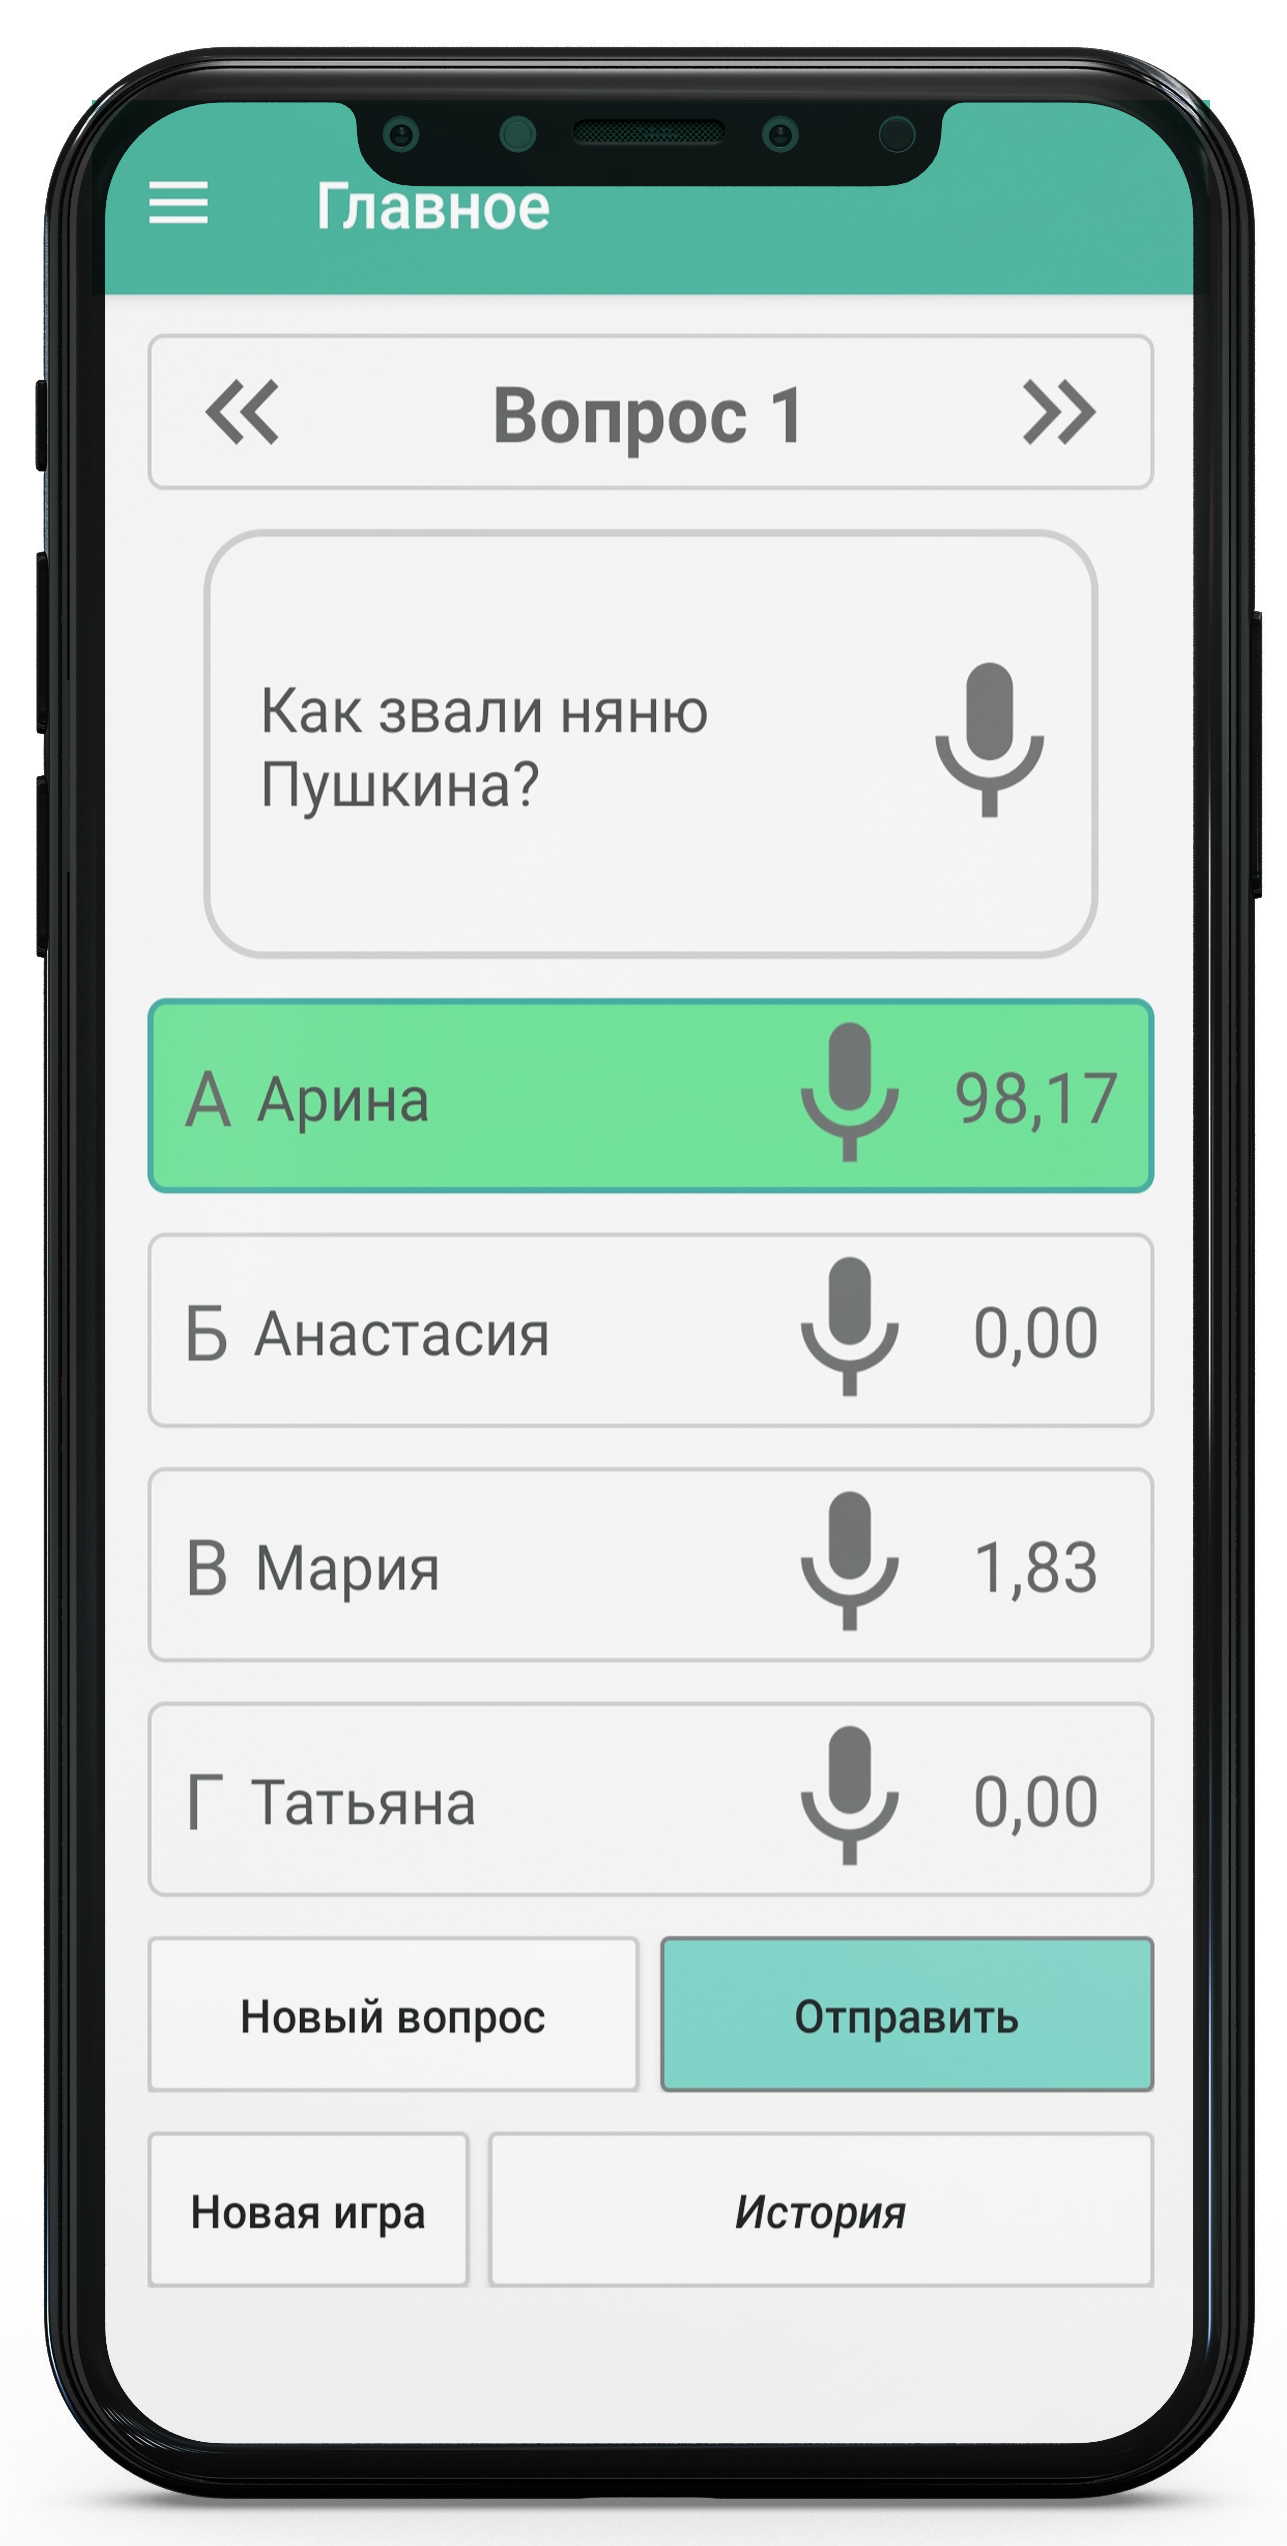 Главное
Вопрос 1
Как звали няню
Пушкина?
А Арина 98,17
Б Анастасия 0,00
В Мария 1,83
Г Татьяна 0,00
Новый вопрос Отправить
Новая игра История